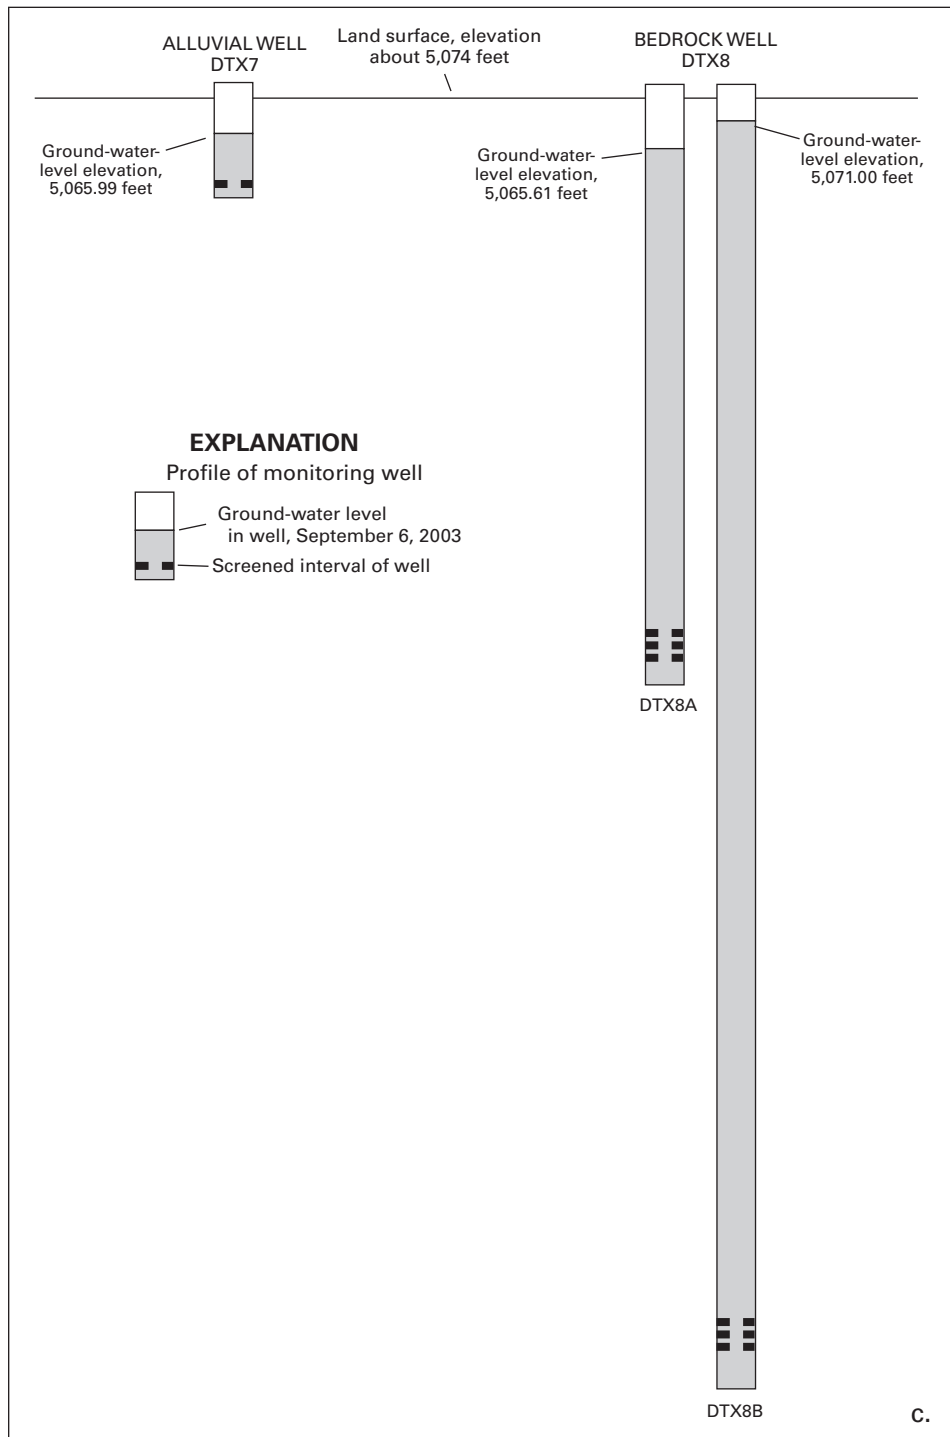 ALLUVIAL WELL
DTX7
Land surface, elevation
about 5,074 feet
BEDROCK WELL
DTX8
Ground-water-
level elevation,
5,065.99 feet
Ground-water-
level elevation,
5,065.61 feet
Ground-water-
level elevation,
5,071.00 feet
EXPLANATION
Profile of monitoring well
Ground-water level
in well, September 6, 2003
Screened interval of well
DTX8A
DTX8B
C.